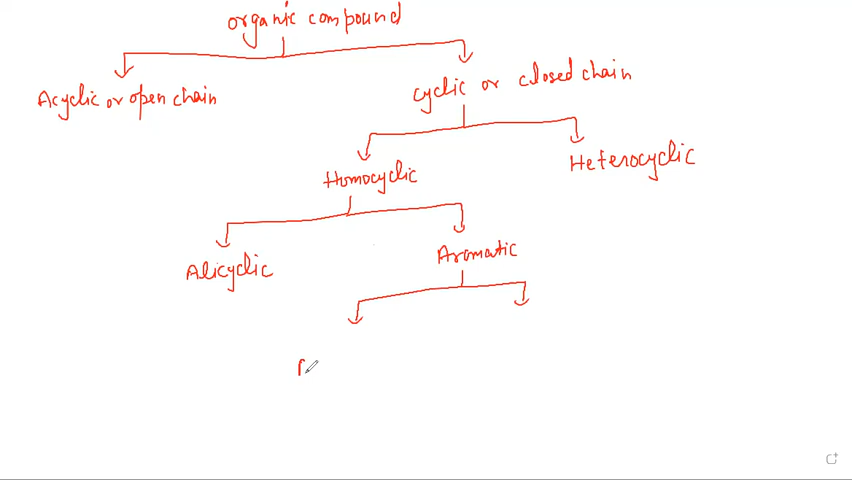 organic compound
Acyclic or open chain
cyclic or closed chain
Homocyclic
Heterocyclic
Alicyclic
Aromatic